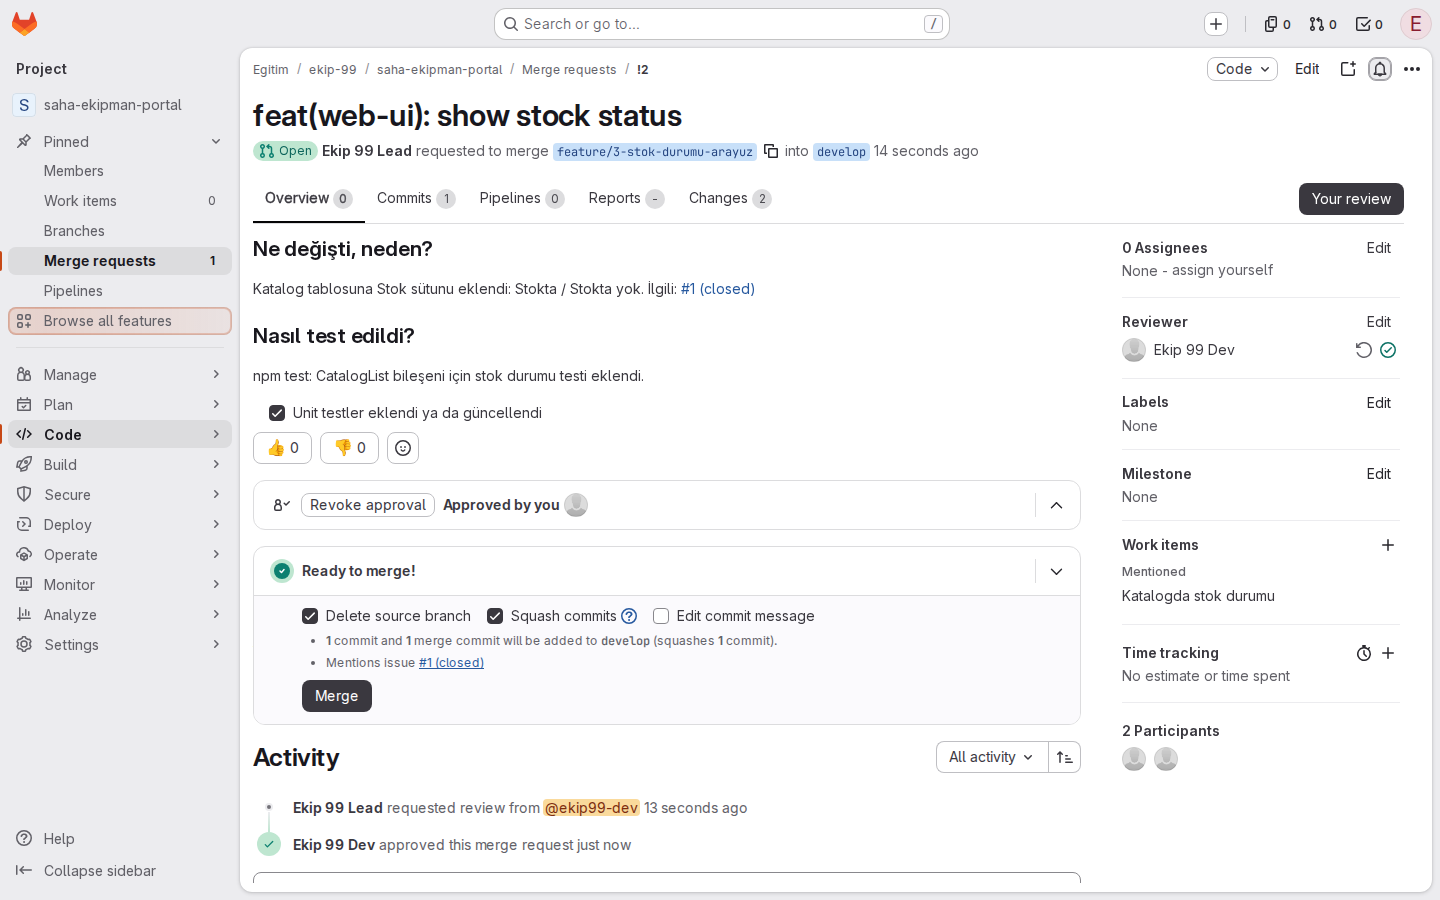 Search or go to...
/
0
0
0
E
Project
S
saha-ekipman-portal
Pinned
Members
Work items
0
Branches
Merge requests
1
Pipelines
Browse all features
Manage
Plan
Code
Build
Secure
Deploy
Operate
Monitor
Analyze
Settings
Help
Collapse sidebar
Egitim / ekip-99 / saha-ekipman-portal / Merge requests / !2
Code
Edit
feat(web-ui): show stock status
Open Ekip 99 Lead requested to merge feature/3-stok-durumu-arayuz into develop 14 seconds ago
Overview 0
Commits 1
Pipelines 0
Reports -
Changes 2
Your review
Ne değişti, neden?
Katalog tablosuna Stok sütunu eklendi: Stokta / Stokta yok. İlgili: #1 (closed)
Nasıl test edildi?
npm test: CatalogList bileşeni için stok durumu testi eklendi.
Unit testler eklendi ya da güncellendi
👍 0
👎 0
Revoke approval
Approved by you
Ready to merge!
Delete source branch
Squash commits
Edit commit message
1 commit and 1 merge commit will be added to develop (squashes 1 commit).
Mentions issue #1 (closed)
Merge
Activity
All activity
Ekip 99 Lead requested review from @ekip99-dev 13 seconds ago
Ekip 99 Dev approved this merge request just now
0 Assignees
Edit
None - assign yourself
Reviewer
Edit
Ekip 99 Dev
Labels
Edit
None
Milestone
Edit
None
Work items
Mentioned
Katalogda stok durumu
Time tracking
No estimate or time spent
2 Participants